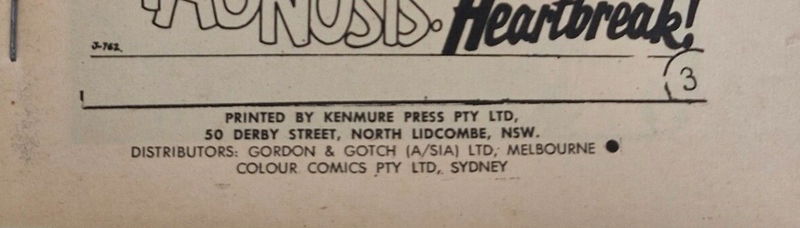 Heartbreak!
J-762.
3
PRINTED BY KENMURE PRESS PTY LTD,
50 DERBY STREET, NORTH LIDCOMBE, NSW.
DISTRIBUTORS: GORDON & GOTCH (A/SIA) LTD, MELBOURNE ●
COLOUR COMICS PTY LTD, SYDNEY